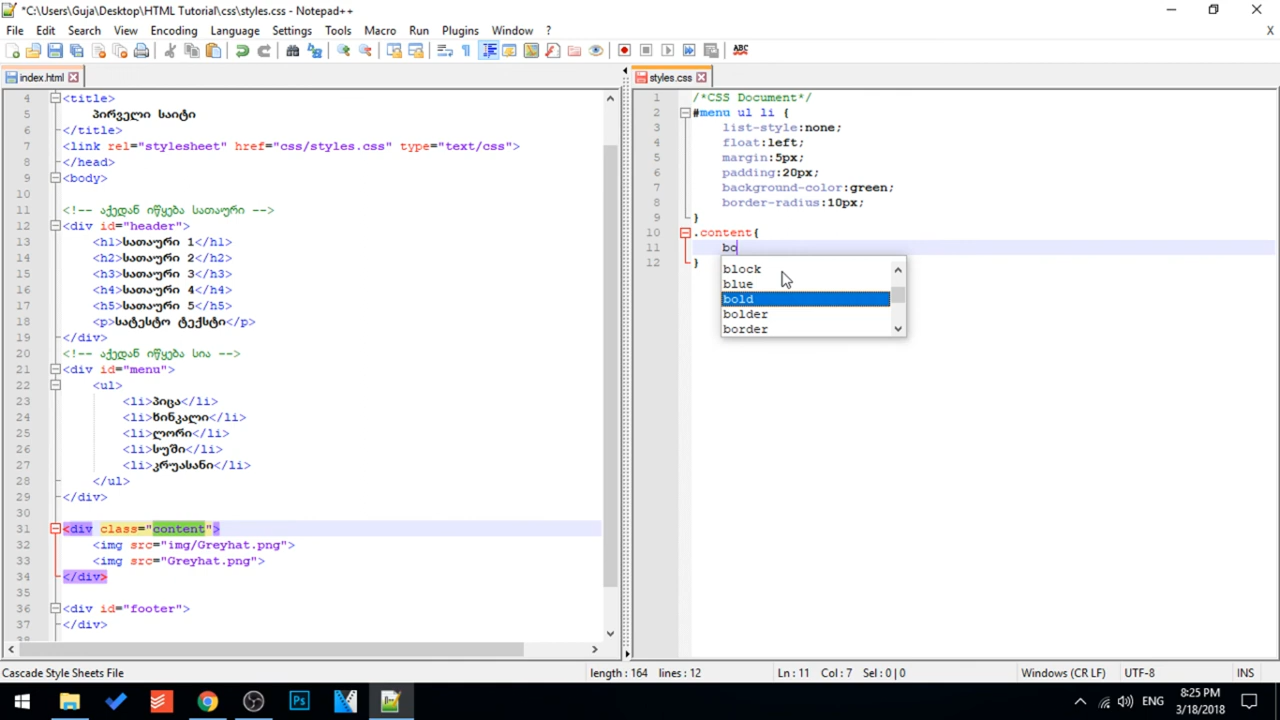 *C:\Users\Guja\Desktop\HTML Tutorial\css\styles.css - Notepad++
File Edit Search View Encoding Language Settings Tools Macro Run Plugins Window ? X
ABC
index.html
styles.css
4 <title>
5 პირველი საიტი
6 </title>
7 <link rel="stylesheet" href="css/styles.css" type="text/css">
8 </head>
9 <body>
10
11 <!-- აქედან იწყება სათაური -->
12 <div id="header">
13 <h1>სათაური 1</h1>
14 <h2>სათაური 2</h2>
15 <h3>სათაური 3</h3>
16 <h4>სათაური 4</h4>
17 <h5>სათაური 5</h5>
18 <p>სატესტო ტექსტი</p>
19 </div>
20 <!-- აქედან იწყება სია -->
21 <div id="menu">
22 <ul>
23 <li>პიცა</li>
24 <li>ხინკალი</li>
25 <li>ლორი</li>
26 <li>სუში</li>
27 <li>კრუასანი</li>
28 </ul>
29 </div>
30
31 <div class="content">
32 <img src="img/Greyhat.png">
33 <img src="Greyhat.png">
34 </div>
35
36 <div id="footer">
37 </div>
38
1 /*CSS Document*/
2 #menu ul li {
3 list-style:none;
4 float:left;
5 margin:5px;
6 padding:20px;
7 background-color:green;
8 border-radius:10px;
9 }
10 .content{
11 bo
12 }
block
blue
bold
bolder
border
Cascade Style Sheets File length : 164 lines : 12 Ln : 11 Col : 7 Sel : 0 | 0 Windows (CR LF) UTF-8 INS
Ps
ENG
8:25 PM
3/18/2018